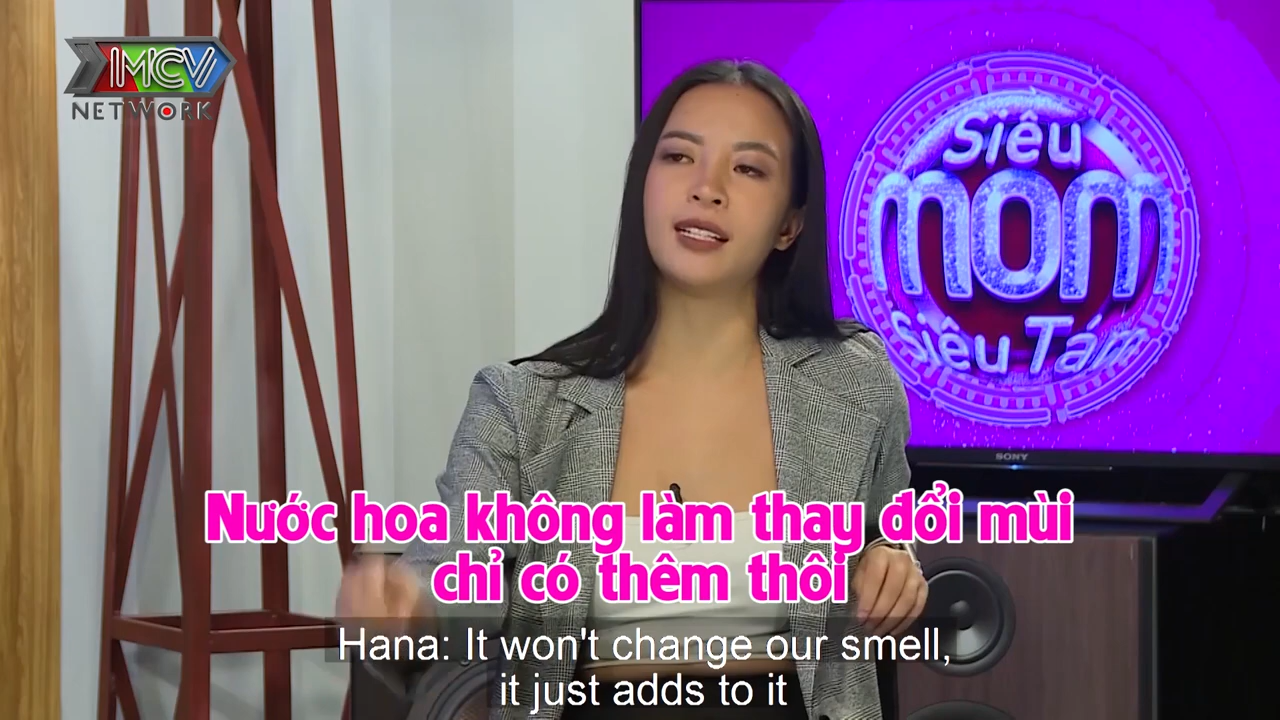 MCV
NETWORK
Siêu
mom
Siêu Tám
SONY
Nước hoa không làm thay đổi mùi
chỉ có thêm thôi
Hana: It won't change our smell,
it just adds to it